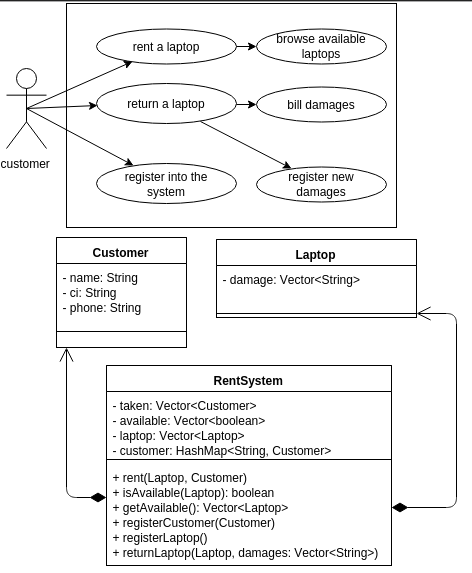 rent a laptop
browse available
laptops
return a laptop
bill damages
customer
register into the
system
register new
damages
Customer
- name: String
- ci: String
- phone: String
Laptop
- damage: Vector<String>
RentSystem
- taken: Vector<Customer>
- available: Vector<boolean>
- laptop: Vector<Laptop>
- customer: HashMap<String, Customer>
+ rent(Laptop, Customer)
+ isAvailable(Laptop): boolean
+ getAvailable(): Vector<Laptop>
+ registerCustomer(Customer)
+ registerLaptop()
+ returnLaptop(Laptop, damages: Vector<String>)